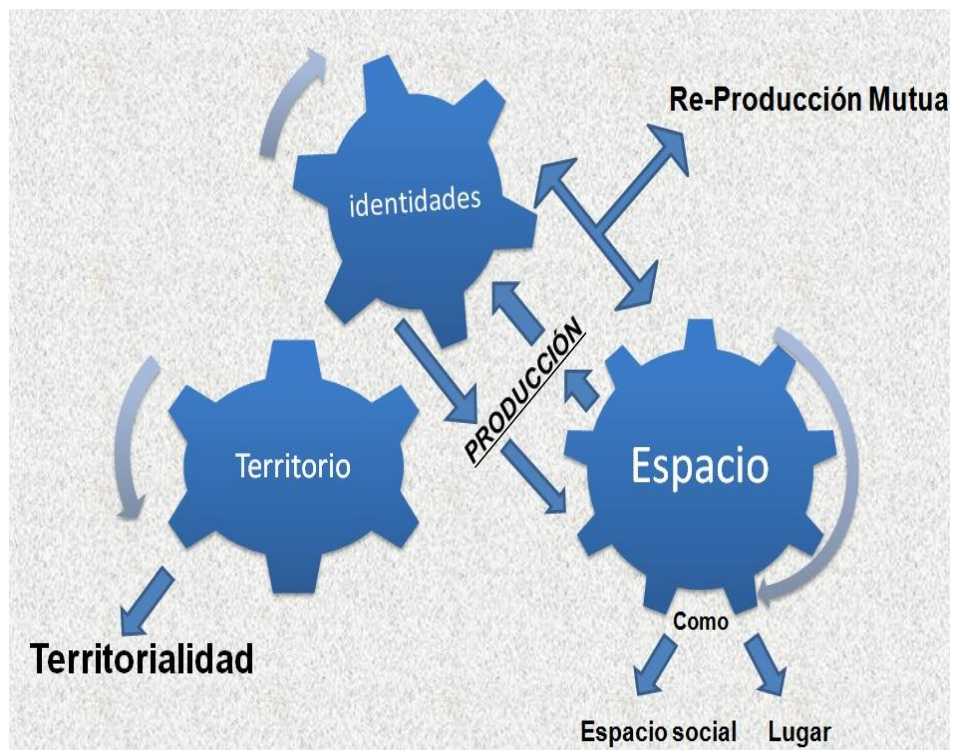 Re-Producción Mutua
identidades
PRODUCCIÓN
Territorio
Espacio
Como
Territorialidad
Espacio social
Lugar